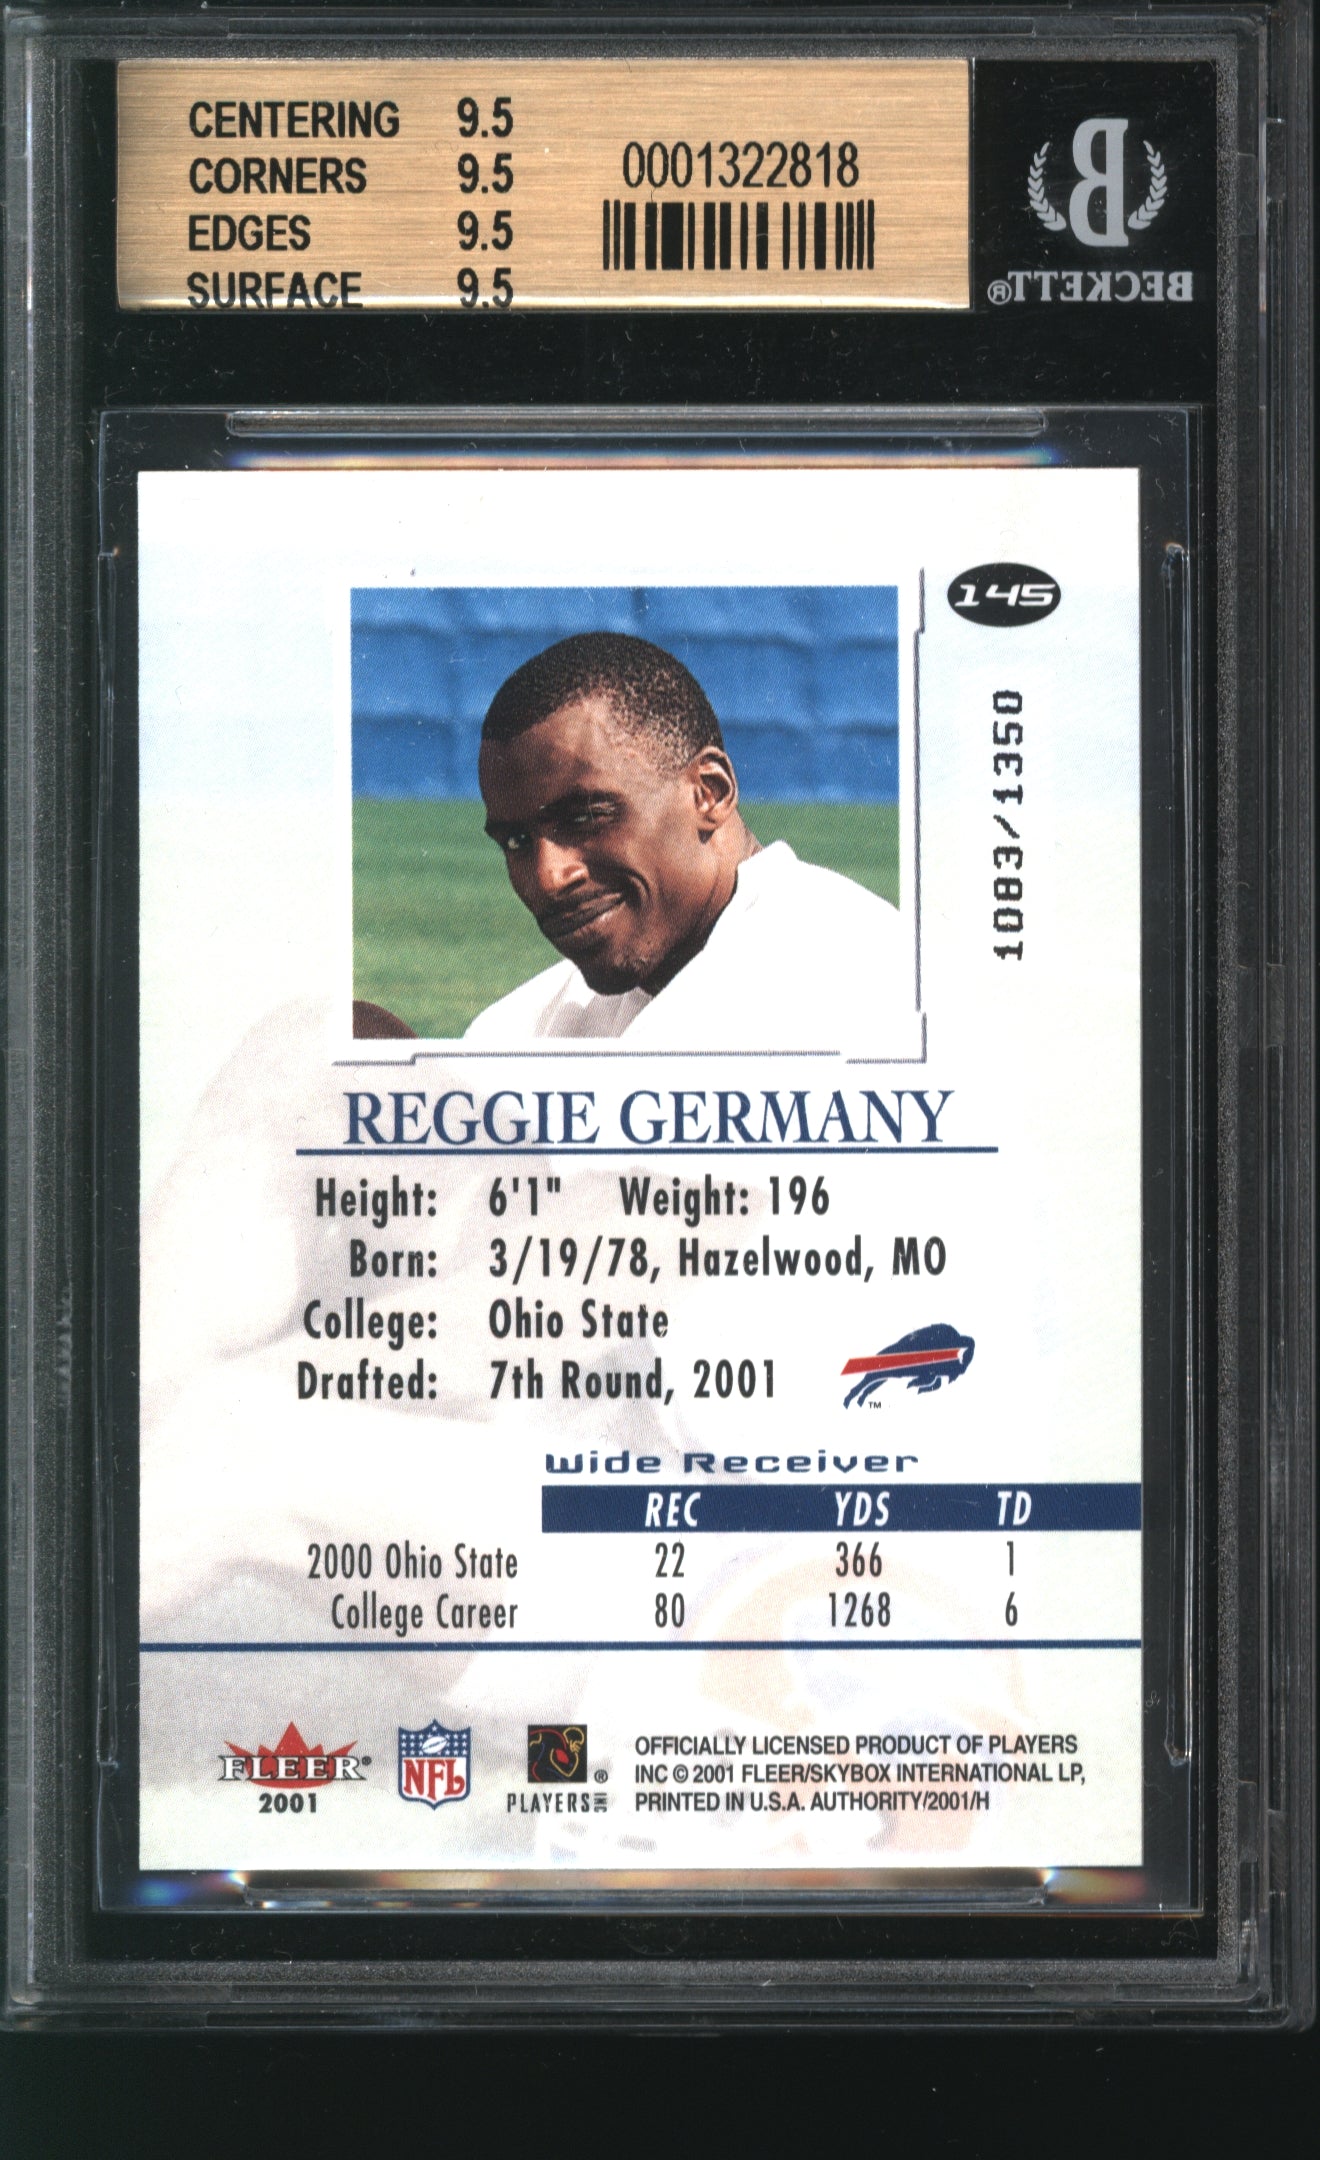 CENTERING 9.5
CORNERS 9.5
EDGES 9.5
SURFACE 9.5
0001322818
B
BECKETT®
145
1083/1350
REGGIE GERMANY
Height: 6'1" Weight: 196
Born: 3/19/78, Hazelwood, MO
College: Ohio State
Drafted: 7th Round, 2001
TM
Wide Receiver
REC YDS TD
2000 Ohio State 22 366 1
College Career 80 1268 6
FLEER®
2001
NFL
®
PLAYERS INC
OFFICIALLY LICENSED PRODUCT OF PLAYERS
INC © 2001 FLEER/SKYBOX INTERNATIONAL LP,
PRINTED IN U.S.A. AUTHORITY/2001/H